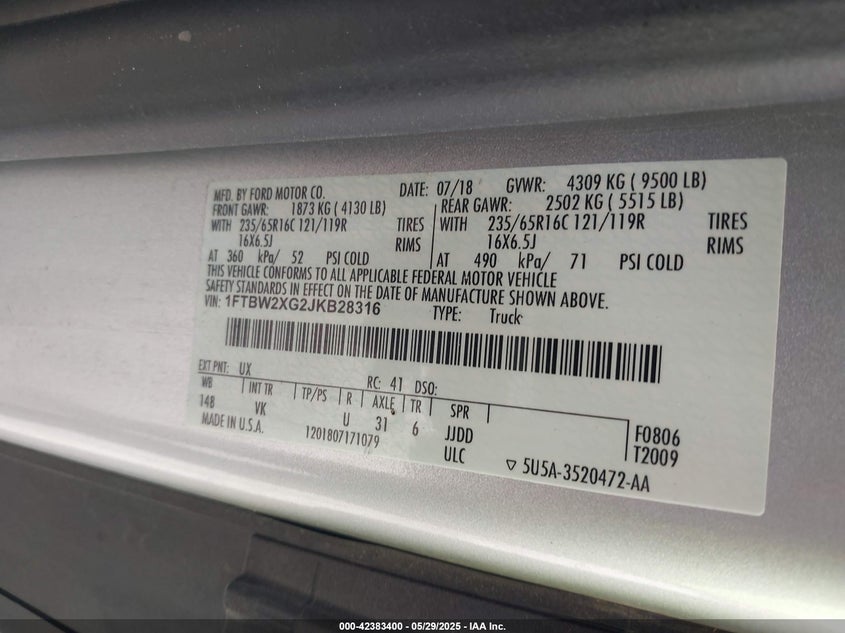 MFD. BY FORD MOTOR CO. DATE: 07/18 GVWR: 4309 KG ( 9500 LB)
FRONT GAWR: 1873 KG ( 4130 LB) REAR GAWR: 2502 KG ( 5515 LB)
WITH 235/65R16C 121/119R TIRES WITH 235/65R16C 121/119R TIRES
16X6.5J RIMS 16X6.5J RIMS
AT 360 kPa/ 52 PSI COLD AT 490 kPa/ 71 PSI COLD
THIS VEHICLE CONFORMS TO ALL APPLICABLE FEDERAL MOTOR VEHICLE
SAFETY STANDARDS IN EFFECT ON THE DATE OF MANUFACTURE SHOWN ABOVE.
VIN: 1FTBW2XG2JKB28316 TYPE: Truck
EXT PNT: UX RC: 41 DSO:
WB INT TR TP/PS R AXLE TR SPR
148 VK U 31 6 JJDD F0806
MADE IN U.S.A. 1201807171079 ULC T2009
▽ 5U5A-3520472-AA
000-42383400 - 05/29/2025 - IAA Inc.